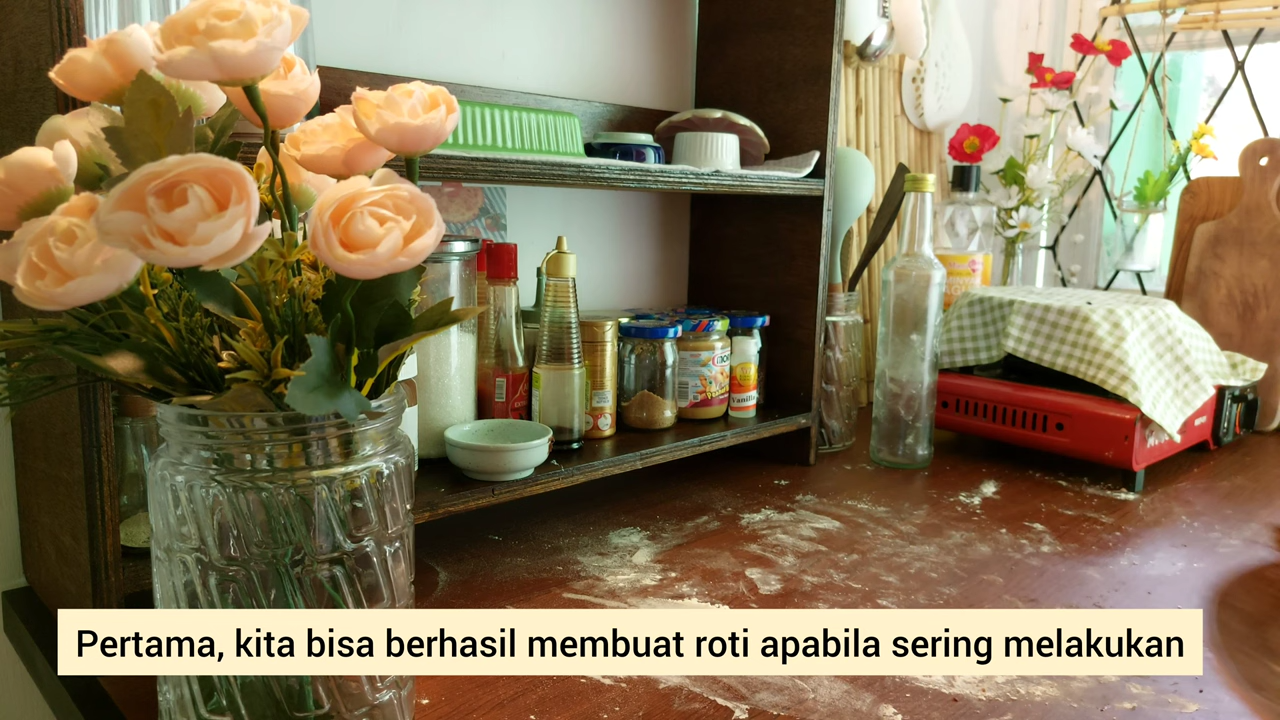 Vanilla
Pertama, kita bisa berhasil membuat roti apabila sering melakukan